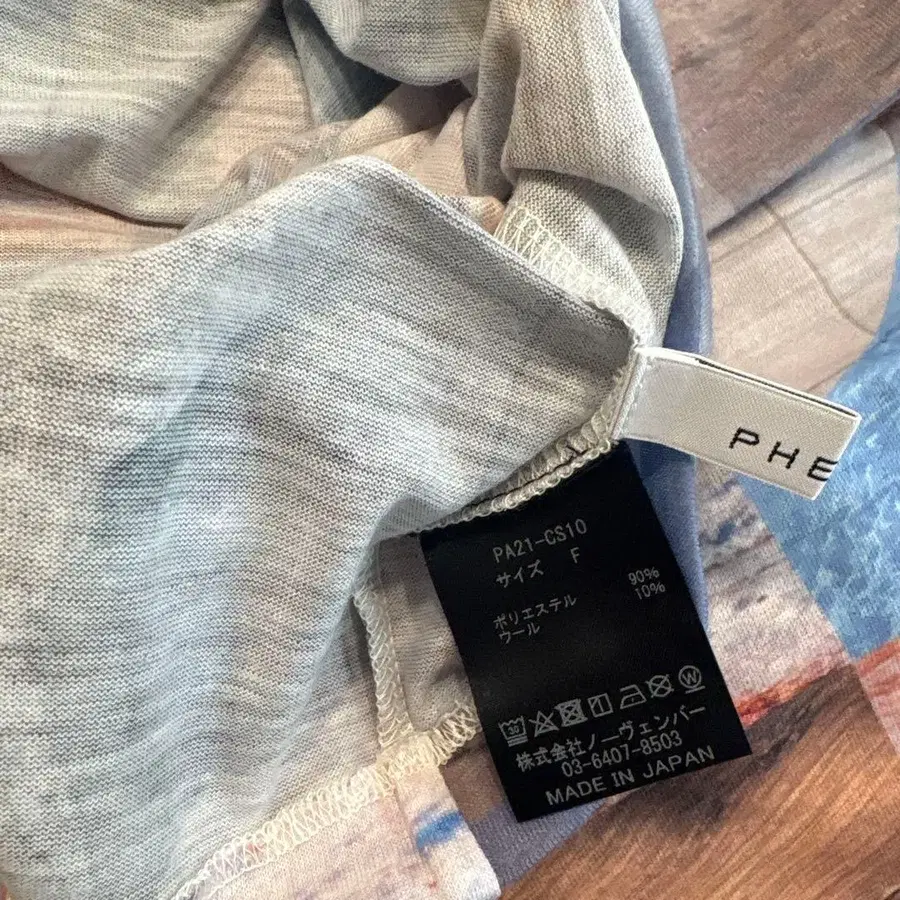 PHE
PA21-CS10
サイズ F
ポリエステル 90%
ウール 10%
30
W
株式会社ノーヴェンバー
03-6407-8503
MADE IN JAPAN